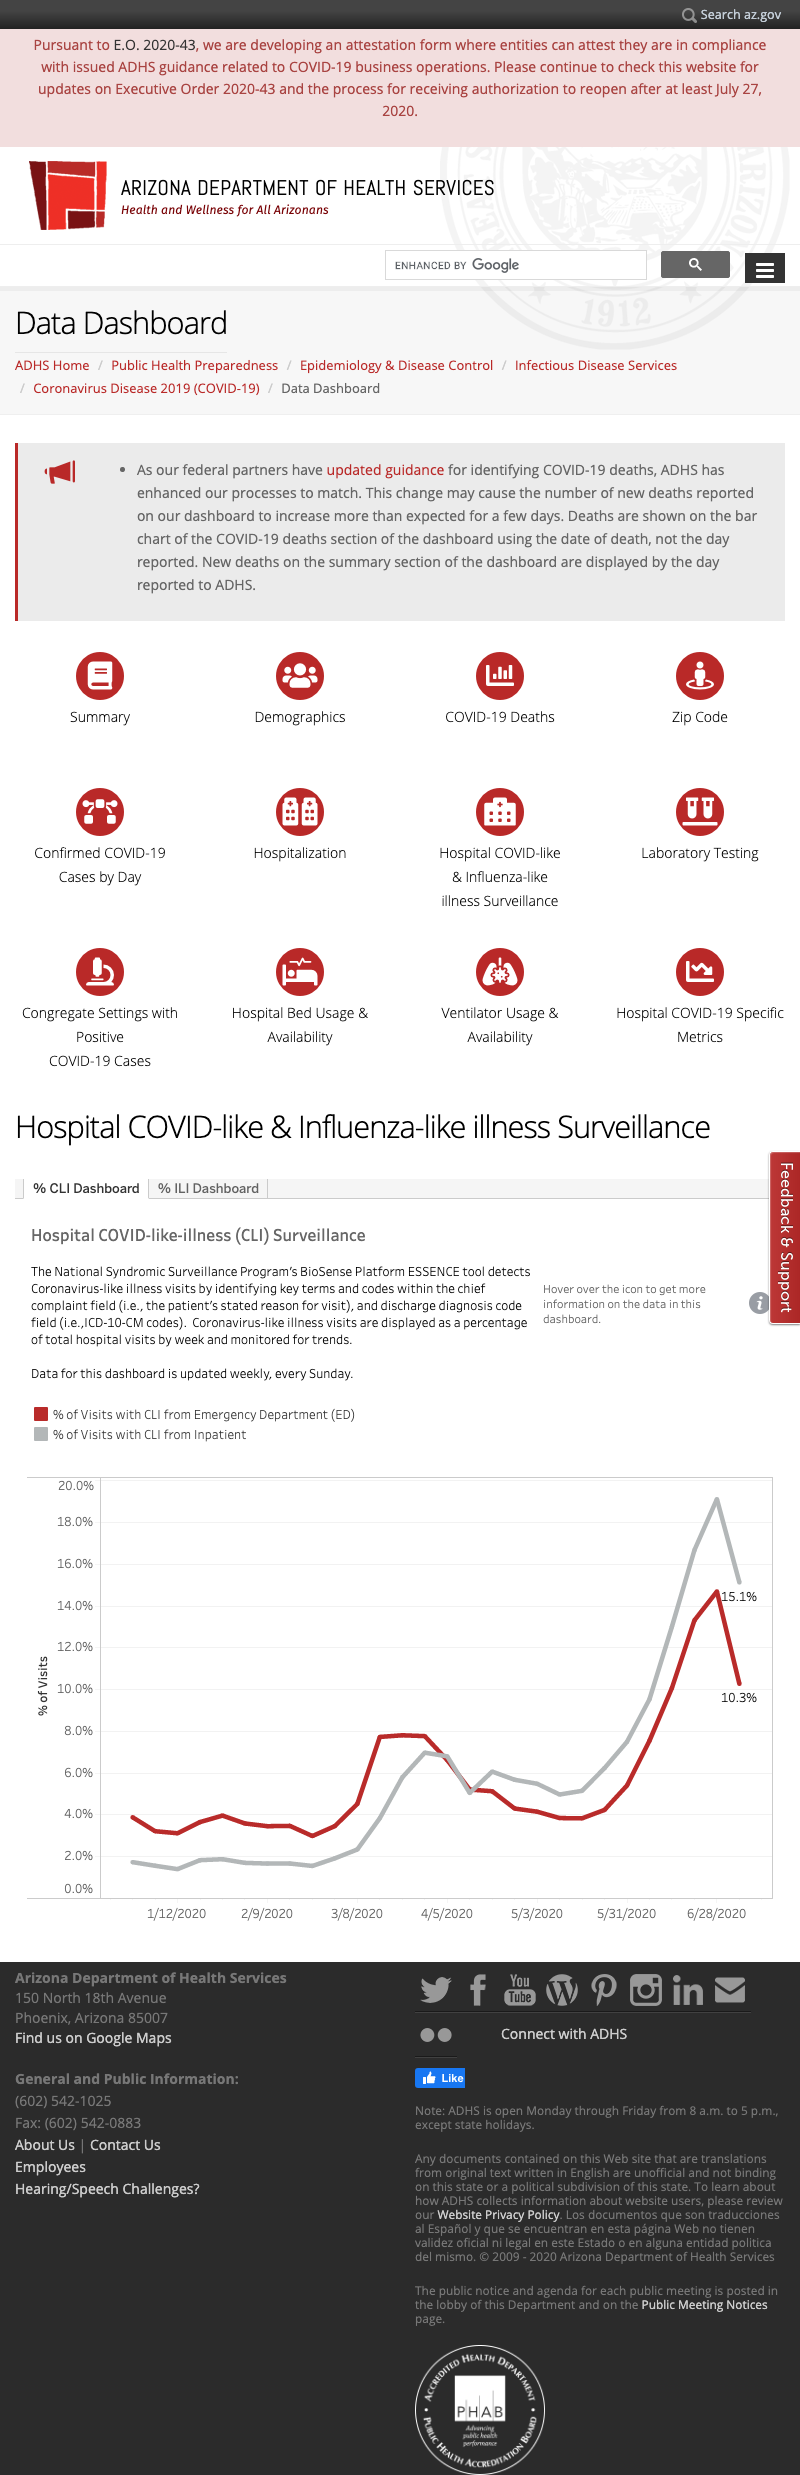 Search az.gov
Pursuant to E.O. 2020-43, we are developing an attestation form where entities can attest they are in compliance
with issued ADHS guidance related to COVID-19 business operations. Please continue to check this website for
updates on Executive Order 2020-43 and the process for receiving authorization to reopen after at least July 27,
2020.
ARIZONA DEPARTMENT OF HEALTH SERVICES
Health and Wellness for All Arizonans
ENHANCED BY Google
ARIZONA
1912
Data Dashboard
ADHS Home / Public Health Preparedness / Epidemiology & Disease Control / Infectious Disease Services
/ Coronavirus Disease 2019 (COVID-19) / Data Dashboard
• As our federal partners have updated guidance for identifying COVID-19 deaths, ADHS has
enhanced our processes to match. This change may cause the number of new deaths reported
on our dashboard to increase more than expected for a few days. Deaths are shown on the bar
chart of the COVID-19 deaths section of the dashboard using the date of death, not the day
reported. New deaths on the summary section of the dashboard are displayed by the day
reported to ADHS.
Summary
Demographics
COVID-19 Deaths
Zip Code
Confirmed COVID-19
Cases by Day
Hospitalization
Hospital COVID-like
& Influenza-like
illness Surveillance
Laboratory Testing
Congregate Settings with
Positive
COVID-19 Cases
Hospital Bed Usage &
Availability
Ventilator Usage &
Availability
Hospital COVID-19 Specific
Metrics
Hospital COVID-like & Influenza-like illness Surveillance
Feedback & Support
% CLI Dashboard
% ILI Dashboard
Hospital COVID-like-illness (CLI) Surveillance
The National Syndromic Surveillance Program's BioSense Platform ESSENCE tool detects
Coronavirus-like illness visits by identifying key terms and codes within the chief
complaint field (i.e., the patient's stated reason for visit), and discharge diagnosis code
field (i.e.,ICD-10-CM codes). Coronavirus-like illness visits are displayed as a percentage
of total hospital visits by week and monitored for trends.
Hover over the icon to get more
information on the data in this
dashboard.
i
Data for this dashboard is updated weekly, every Sunday.
% of Visits with CLI from Emergency Department (ED)
% of Visits with CLI from Inpatient
% of Visits
20.0%
18.0%
16.0%
14.0%
12.0%
10.0%
8.0%
6.0%
4.0%
2.0%
0.0%
15.1%
10.3%
1/12/2020
2/9/2020
3/8/2020
4/5/2020
5/3/2020
5/31/2020
6/28/2020
Arizona Department of Health Services
150 North 18th Avenue
Phoenix, Arizona 85007
Find us on Google Maps
General and Public Information:
(602) 542-1025
Fax: (602) 542-0883
About Us | Contact Us
Employees
Hearing/Speech Challenges?
You
Tube
in
Connect with ADHS
Like
Note: ADHS is open Monday through Friday from 8 a.m. to 5 p.m.,
except state holidays.
Any documents contained on this Web site that are translations
from original text written in English are unofficial and not binding
on this state or a political subdivision of this state. To learn about
how ADHS collects information about website users, please review
our Website Privacy Policy. Los documentos que son traducciones
al Español y que se encuentran en esta página Web no tienen
validez oficial ni legal en este Estado o en alguna entidad politica
del mismo. © 2009 - 2020 Arizona Department of Health Services
The public notice and agenda for each public meeting is posted in
the lobby of this Department and on the Public Meeting Notices
page.
ACCREDITED HEALTH DEPARTMENT
PHAB
Advancing
public health
performance
PUBLIC HEALTH ACCREDITATION BOARD